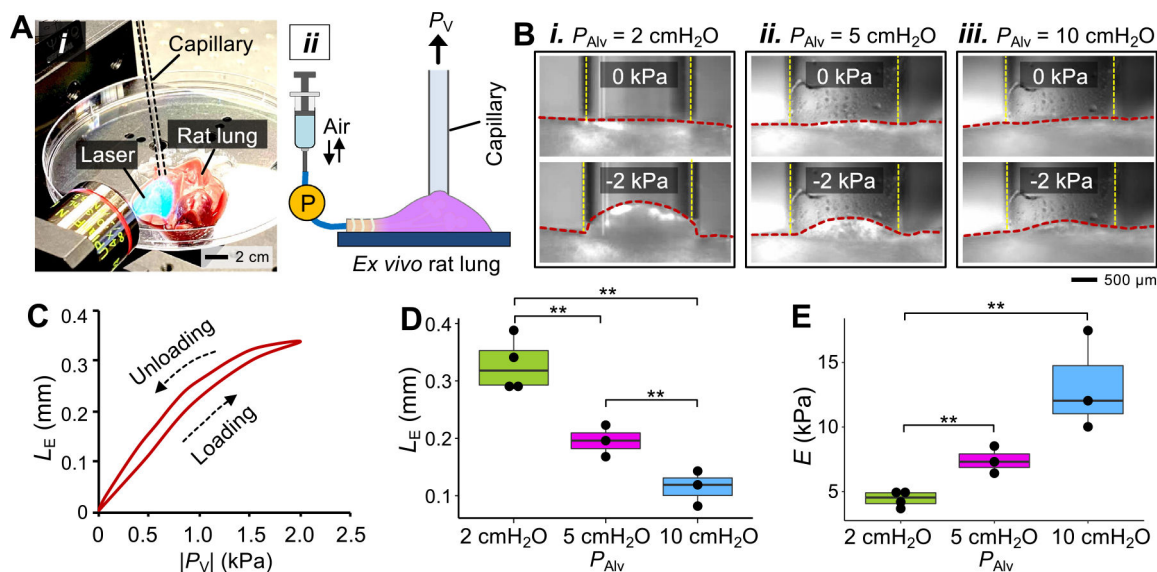 A
i
Capillary
Rat lung
Laser
2 cm
ii
Air
P
P_V
Capillary
Ex vivo rat lung
B
i. P_Alv = 2 cmH₂O
ii. P_Alv = 5 cmH₂O
iii. P_Alv = 10 cmH₂O
0 kPa
0 kPa
0 kPa
-2 kPa
-2 kPa
-2 kPa
500 µm
C
L_E (mm)
0.4
0.3
0.2
0.1
0
Unloading
Loading
0
0.5
1.0
1.5
2.0
2.5
|P_V| (kPa)
D
L_E (mm)
0.4
0.3
0.2
0.1
**
**
**
2 cmH₂O
5 cmH₂O
10 cmH₂O
P_Alv
E
E (kPa)
15
10
5
**
**
2 cmH₂O
5 cmH₂O
10 cmH₂O
P_Alv